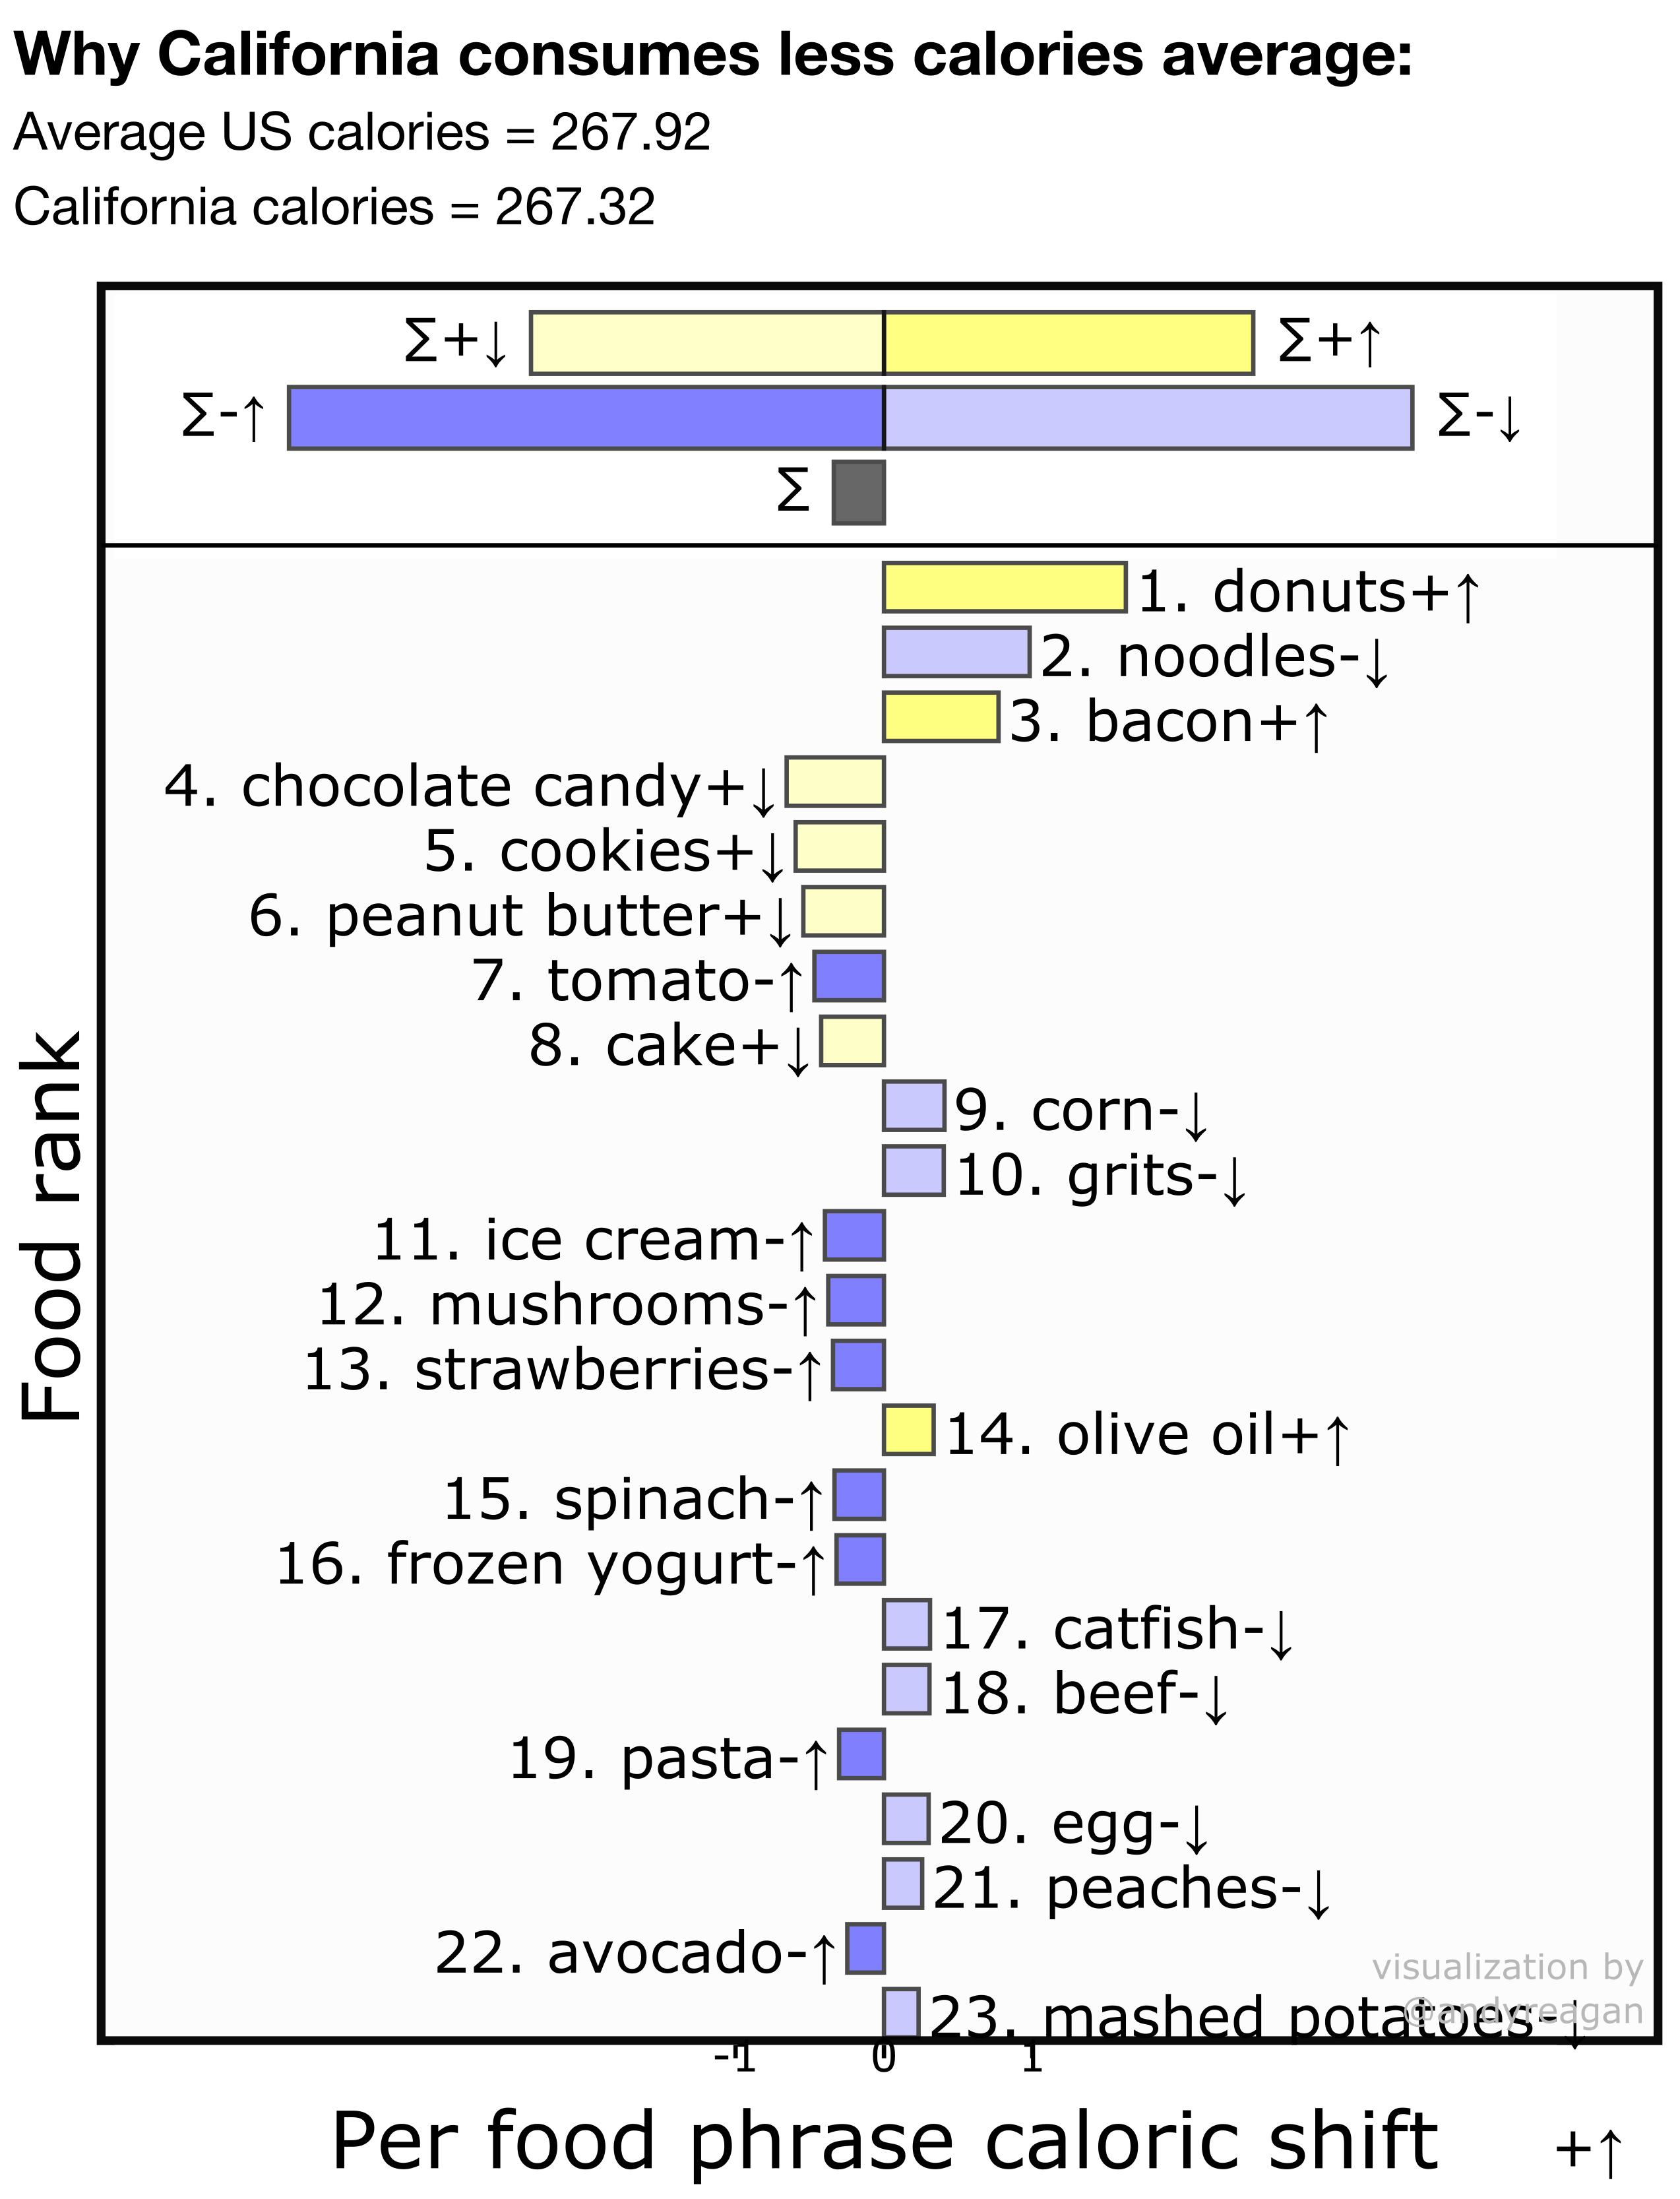 Why California consumes less calories average:
Average US calories = 267.92
California calories = 267.32
∑+↓
∑+↑
∑-↑
∑-↓
∑
1. donuts+↑
2. noodles-↓
3. bacon+↑
4. chocolate candy+↓
5. cookies+↓
6. peanut butter+↓
7. tomato-↑
8. cake+↓
9. corn-↓
10. grits-↓
11. ice cream-↑
12. mushrooms-↑
13. strawberries-↑
14. olive oil+↑
15. spinach-↑
16. frozen yogurt-↑
17. catfish-↓
18. beef-↓
19. pasta-↑
20. egg-↓
21. peaches-↓
22. avocado-↑
23. mashed potatoes-↓
visualization by
@andyreagan
Food rank
-1 0 1
Per food phrase caloric shift
+↑